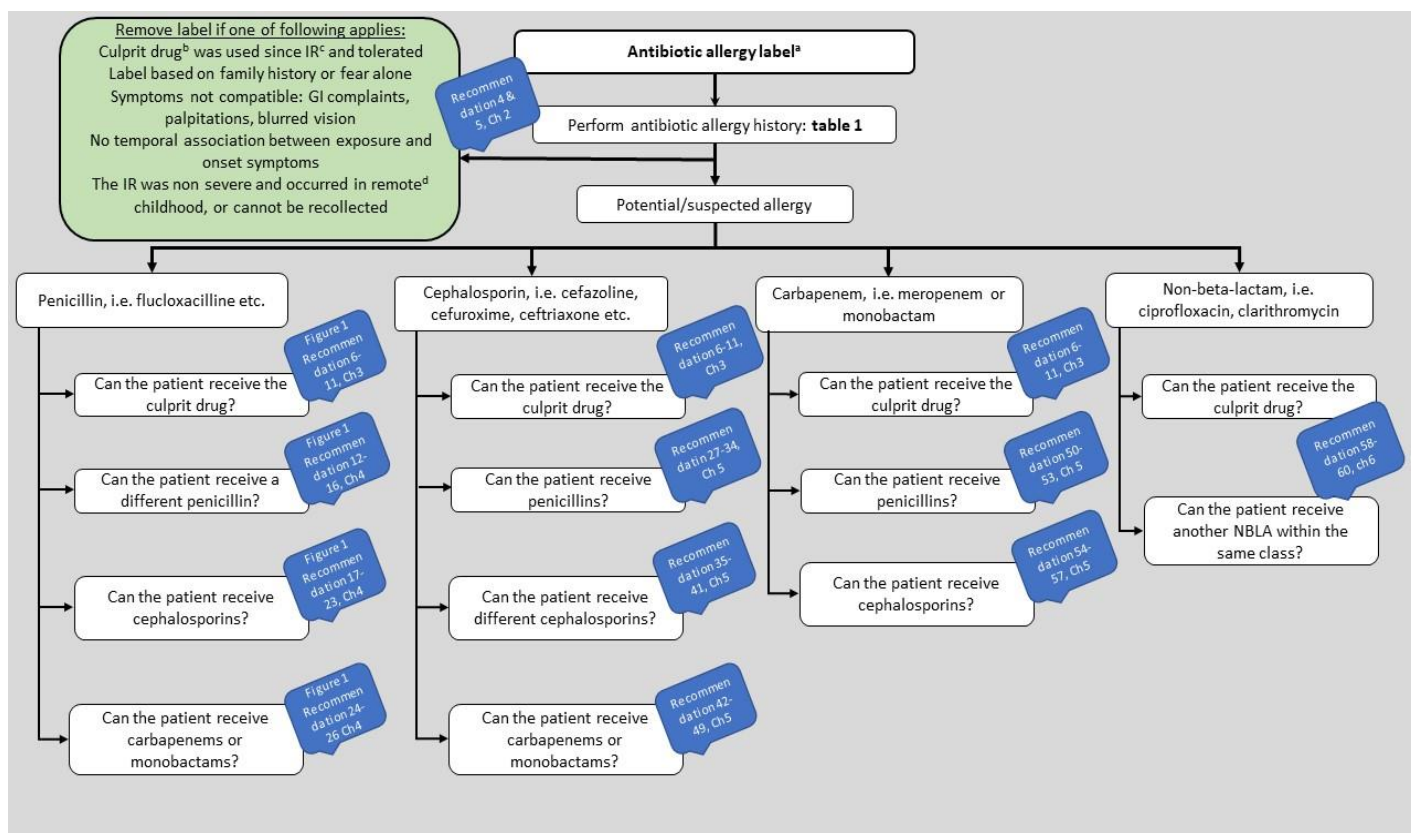 Remove label if one of following applies:
Culprit drugᵇ was used since IRᶜ and tolerated
Label based on family history or fear alone
Symptoms not compatible: GI complaints,
palpitations, blurred vision
No temporal association between exposure and
onset symptoms
The IR was non severe and occurred in remoteᵈ
childhood, or cannot be recollected
Antibiotic allergy labelᵃ
Recommen
dation 4 &
5, Ch 2
Perform antibiotic allergy history: table 1
Potential/suspected allergy
Penicillin, i.e. flucloxacilline etc.
Figure 1
Recommen
dation 6-
11, Ch3
Can the patient receive the
culprit drug?
Figure 1
Recommen
dation 12-
16, Ch4
Can the patient receive a
different penicillin?
Figure 1
Recommen
dation 17-
23, Ch4
Can the patient receive
cephalosporins?
Figure 1
Recommen
dation 24-
26 Ch4
Can the patient receive
carbapenems or
monobactams?
Cephalosporin, i.e. cefazoline,
cefuroxime, ceftriaxone etc.
Recommen
dation 6-11,
Ch3
Can the patient receive the
culprit drug?
Recommen
datin 27-34,
Ch 5
Can the patient receive
penicillins?
Recommen
dation 35-
41, Ch5
Can the patient receive
different cephalosporins?
Recommen
dation 42-
49, Ch5
Can the patient receive
carbapenems or
monobactams?
Carbapenem, i.e. meropenem or
monobactam
Recommen
dation 6-
11, Ch3
Can the patient receive the
culprit drug?
Recommen
dation 50-
53, Ch 5
Can the patient receive
penicillins?
Recommen
dation 54-
57, Ch5
Can the patient receive
cephalosporins?
Non-beta-lactam, i.e.
ciprofloxacin, clarithromycin
Can the patient receive the
culprit drug?
Recommen
dation 58-
60, ch6
Can the patient receive
another NBLA within the
same class?